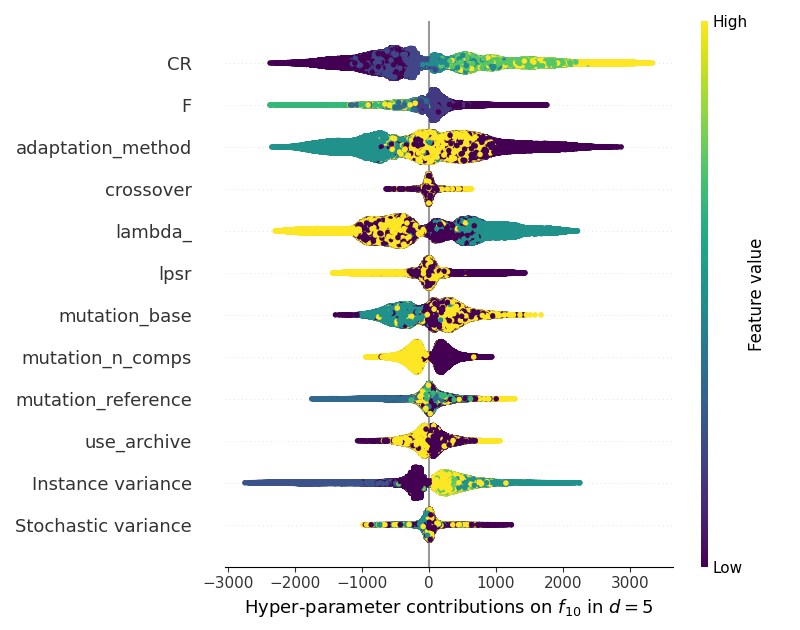 High
CR
F
adaptation_method
crossover
lambda_
lpsr
mutation_base
mutation_n_comps
mutation_reference
use_archive
Instance variance
Stochastic variance
Feature value
Low
−3000 −2000 −1000 0 1000 2000 3000
Hyper-parameter contributions on f10 in d = 5